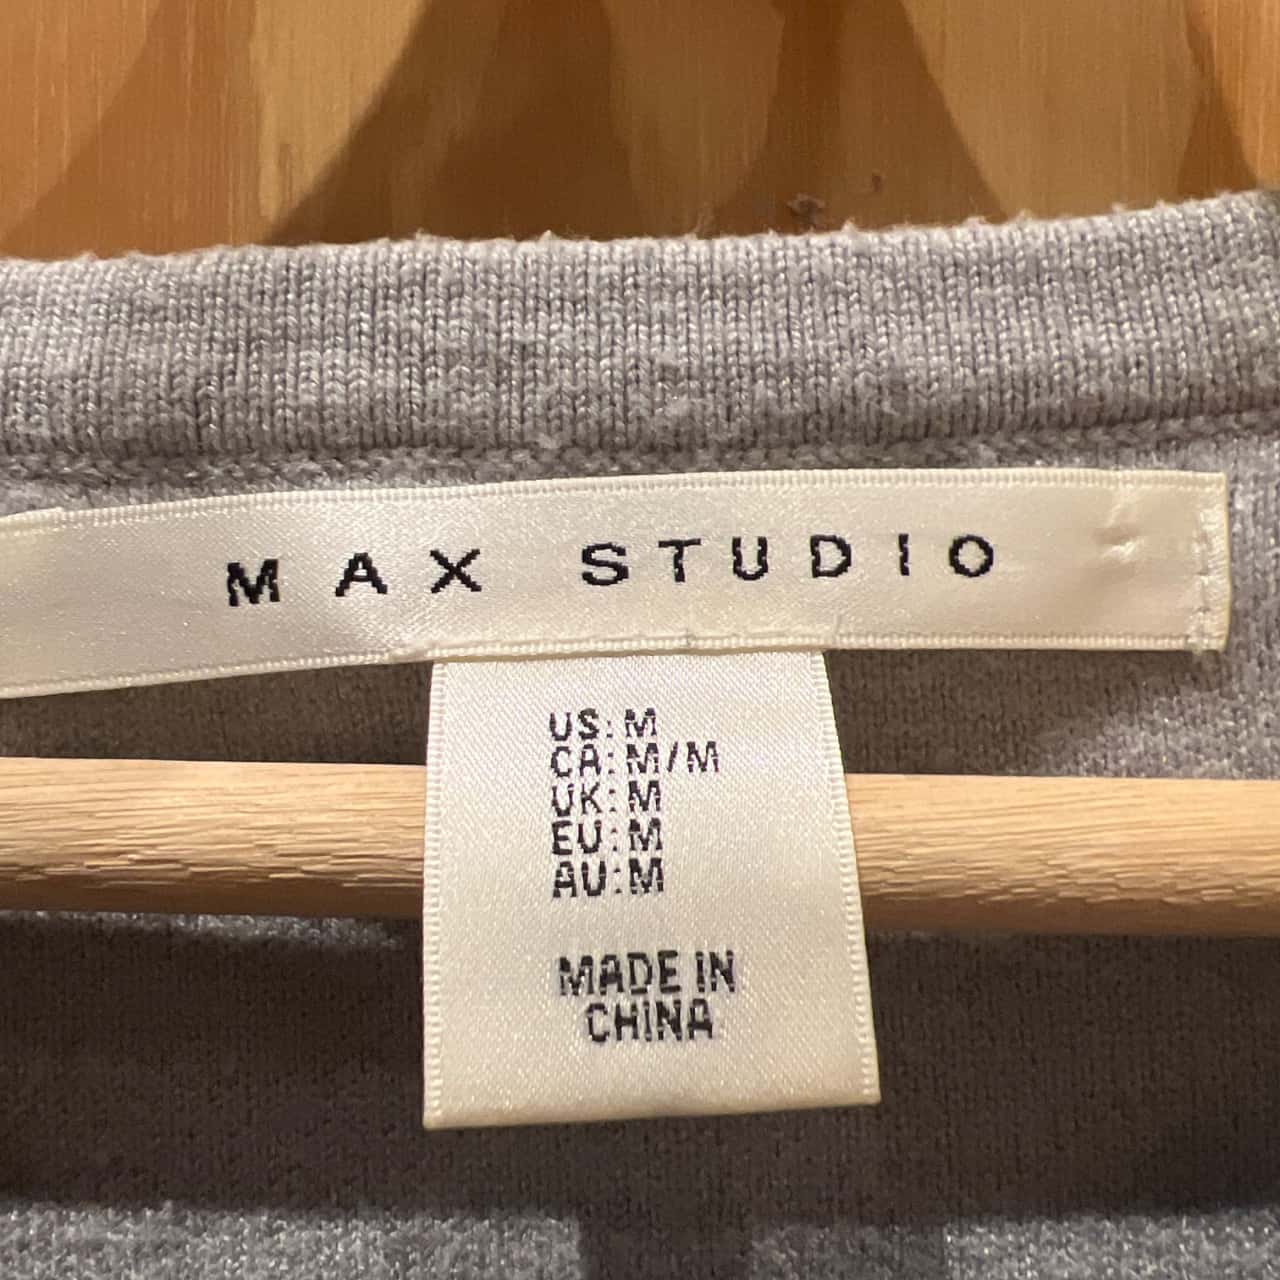 MAX STUDIO
US: M
CA: M/M
UK: M
EU: M
AU: M
MADE IN
CHINA